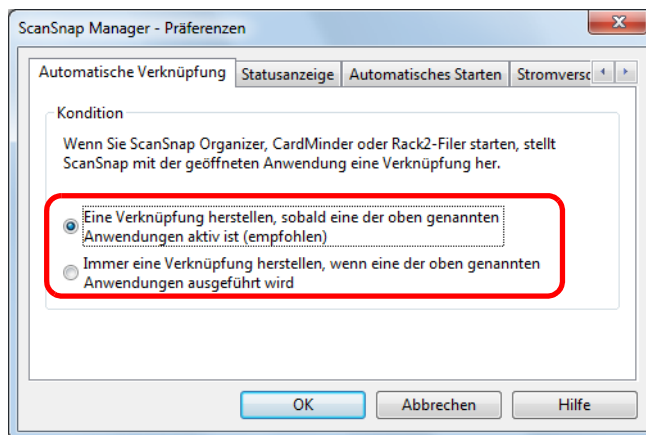 ScanSnap Manager - Präferenzen
Automatische Verknüpfung Statusanzeige Automatisches Starten Stromversc
Kondition
Wenn Sie ScanSnap Organizer, CardMinder oder Rack2-Filer starten, stellt
ScanSnap mit der geöffneten Anwendung eine Verknüpfung her.
Eine Verknüpfung herstellen, sobald eine der oben genannten
Anwendungen aktiv ist (empfohlen)
Immer eine Verknüpfung herstellen, wenn eine der oben genannten
Anwendungen ausgeführt wird
OK Abbrechen Hilfe